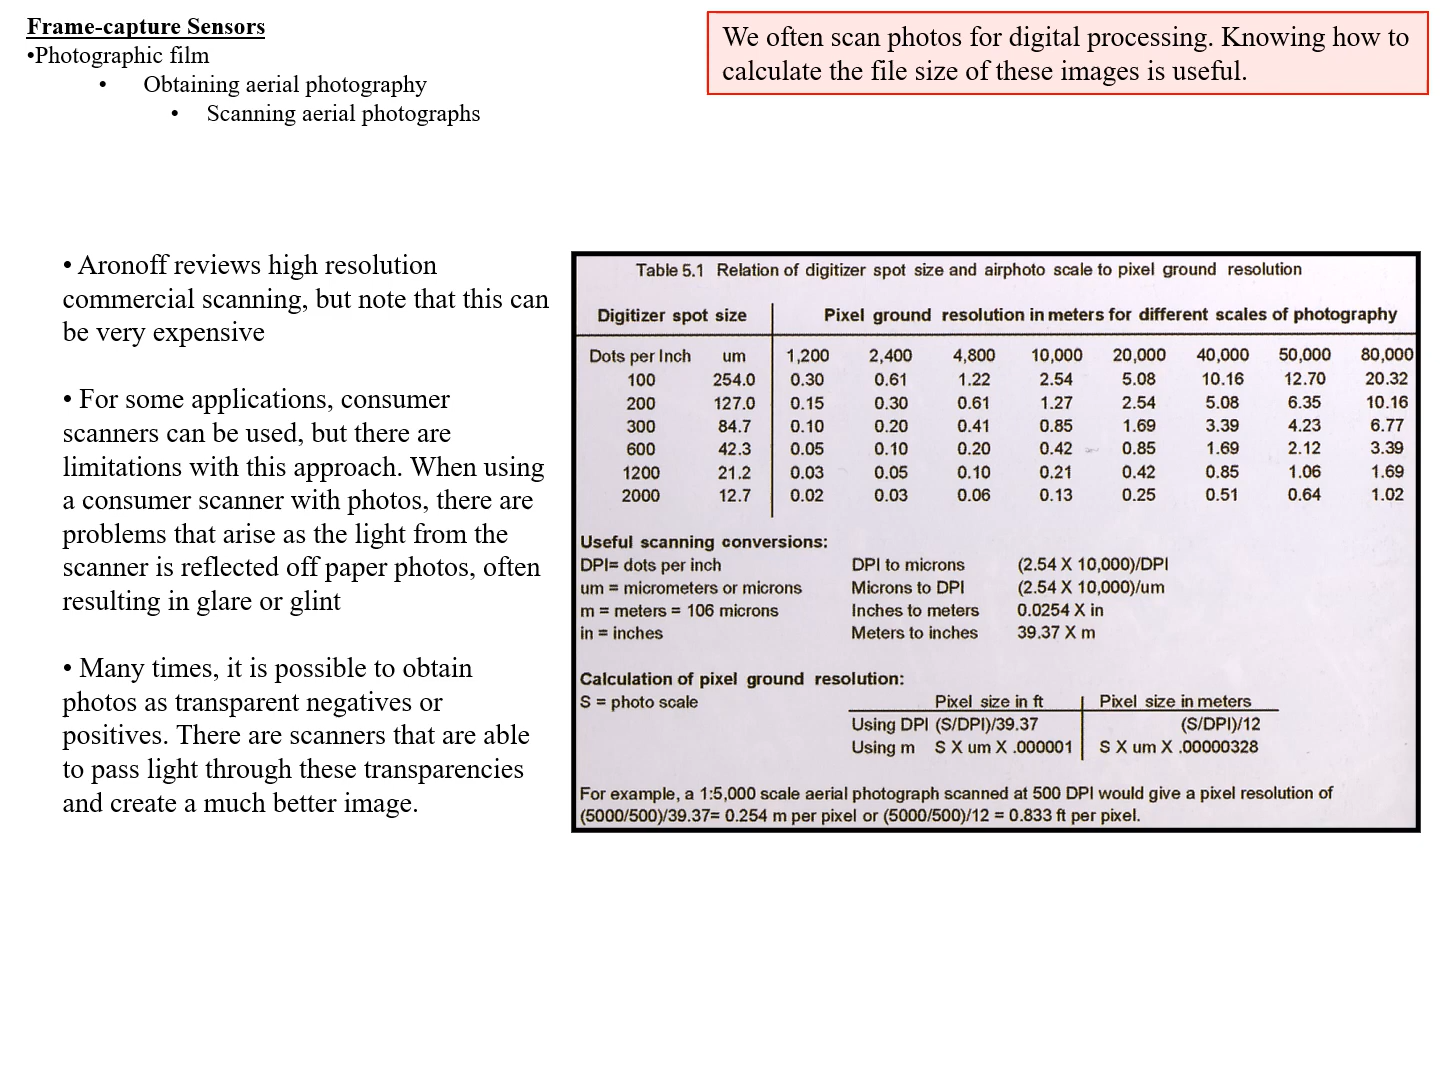 Frame-capture Sensors
•Photographic film
• Obtaining aerial photography
• Scanning aerial photographs
We often scan photos for digital processing. Knowing how to
calculate the file size of these images is useful.
• Aronoff reviews high resolution
commercial scanning, but note that this can
be very expensive
• For some applications, consumer
scanners can be used, but there are
limitations with this approach. When using
a consumer scanner with photos, there are
problems that arise as the light from the
scanner is reflected off paper photos, often
resulting in glare or glint
• Many times, it is possible to obtain
photos as transparent negatives or
positives. There are scanners that are able
to pass light through these transparencies
and create a much better image.
Table 5.1 Relation of digitizer spot size and airphoto scale to pixel ground resolution
Digitizer spot size Pixel ground resolution in meters for different scales of photography
Dots per Inch um 1,200 2,400 4,800 10,000 20,000 40,000 50,000 80,000
100 254.0 0.30 0.61 1.22 2.54 5.08 10.16 12.70 20.32
200 127.0 0.15 0.30 0.61 1.27 2.54 5.08 6.35 10.16
300 84.7 0.10 0.20 0.41 0.85 1.69 3.39 4.23 6.77
600 42.3 0.05 0.10 0.20 0.42 0.85 1.69 2.12 3.39
1200 21.2 0.03 0.05 0.10 0.21 0.42 0.85 1.06 1.69
2000 12.7 0.02 0.03 0.06 0.13 0.25 0.51 0.64 1.02
Useful scanning conversions:
DPI= dots per inch DPI to microns (2.54 X 10,000)/DPI
um = micrometers or microns Microns to DPI (2.54 X 10,000)/um
m = meters = 106 microns Inches to meters 0.0254 X in
in = inches Meters to inches 39.37 X m
Calculation of pixel ground resolution:
S = photo scale Pixel size in ft Pixel size in meters
Using DPI (S/DPI)/39.37 (S/DPI)/12
Using m S X um X .000001 S X um X .00000328
For example, a 1:5,000 scale aerial photograph scanned at 500 DPI would give a pixel resolution of
(5000/500)/39.37= 0.254 m per pixel or (5000/500)/12 = 0.833 ft per pixel.